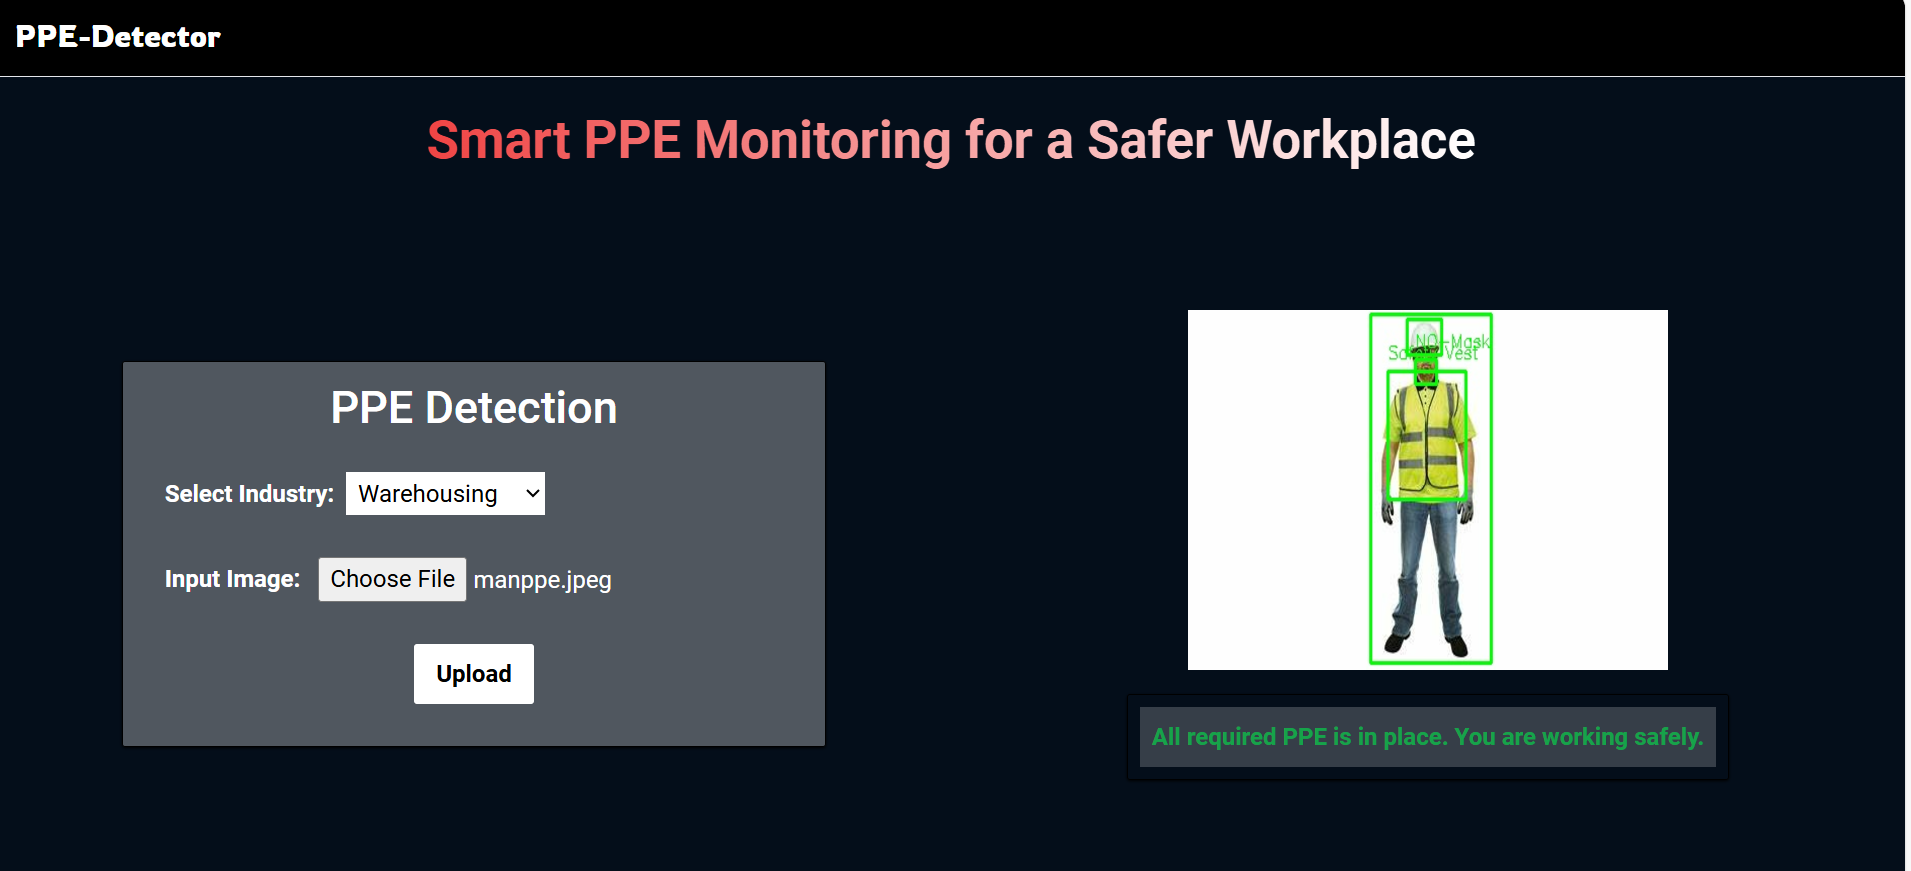 PPE-Detector
Smart PPE Monitoring for a Safer Workplace
PPE Detection
Select Industry: Warehousing
Input Image: Choose File manppe.jpeg
Upload
NO-Mask
Vest
All required PPE is in place. You are working safely.